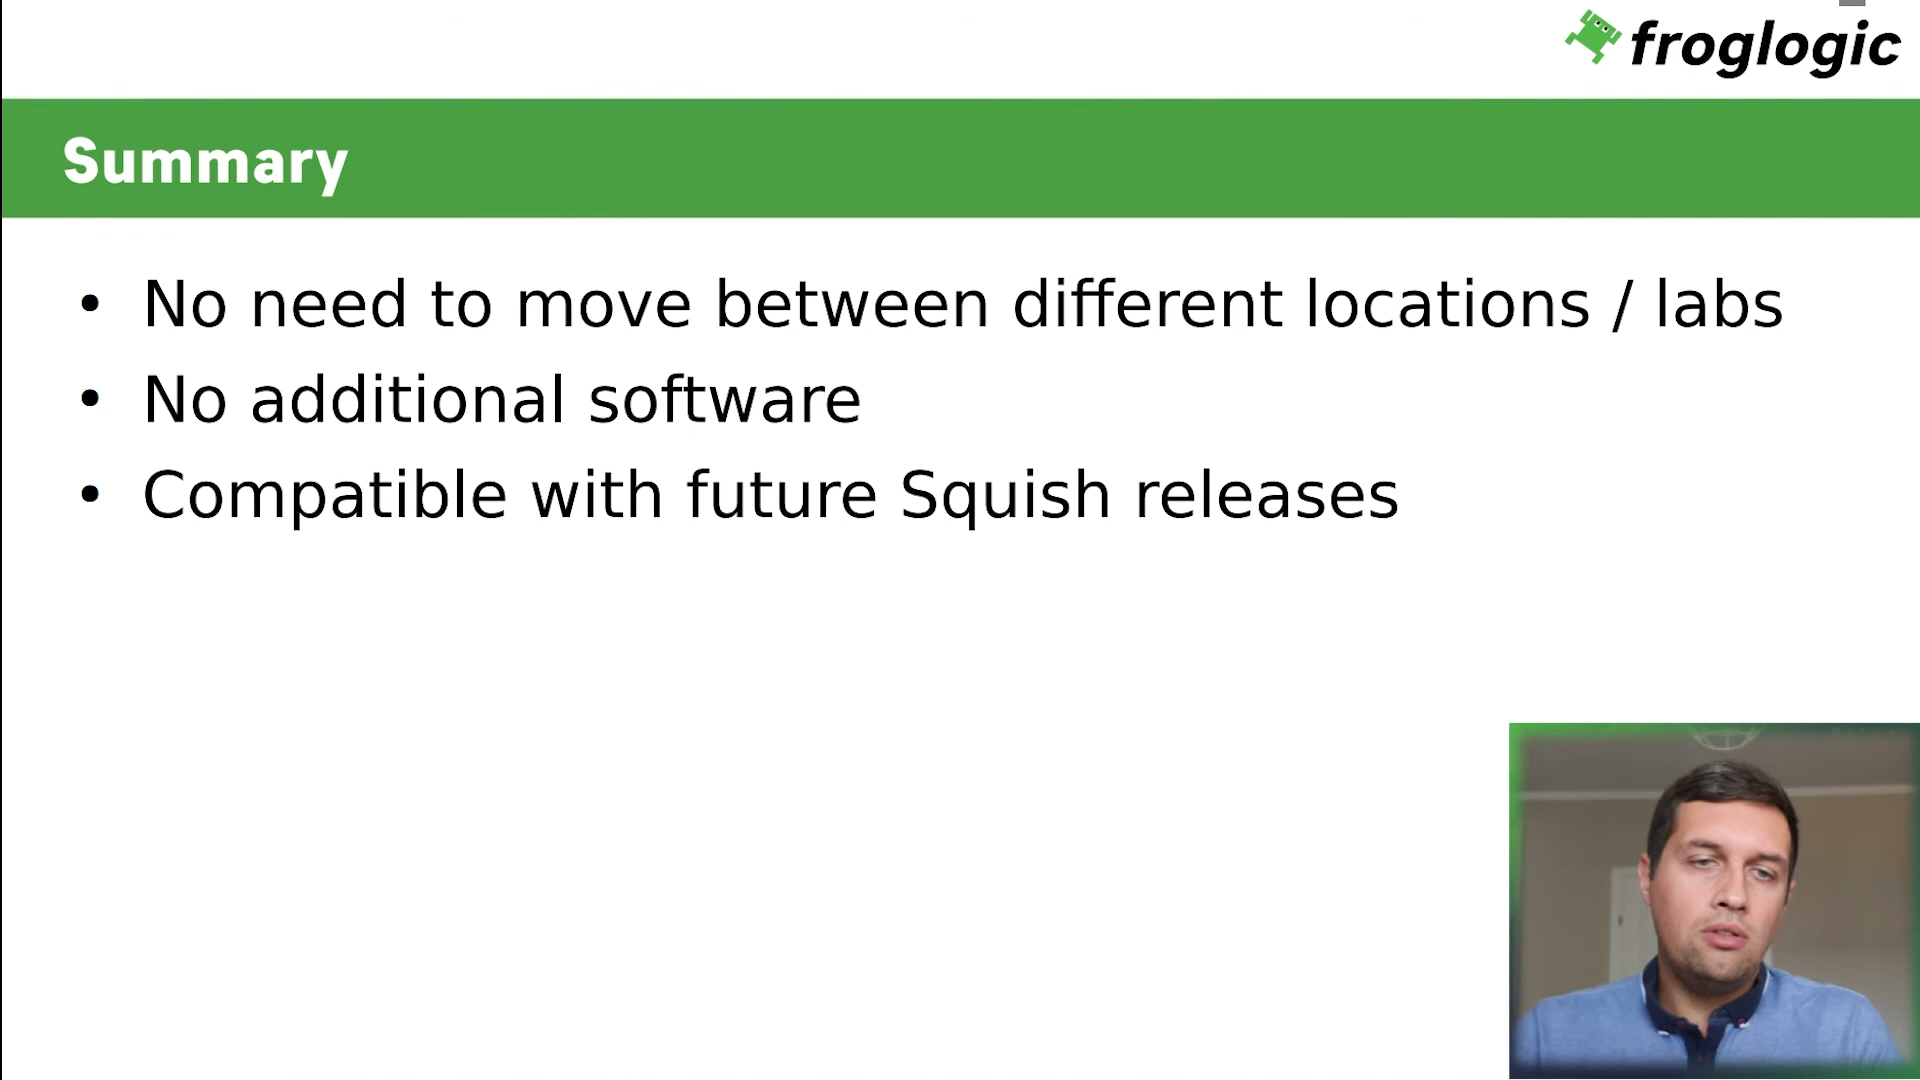 froglogic
Summary
• No need to move between different locations / labs
• No additional software
• Compatible with future Squish releases